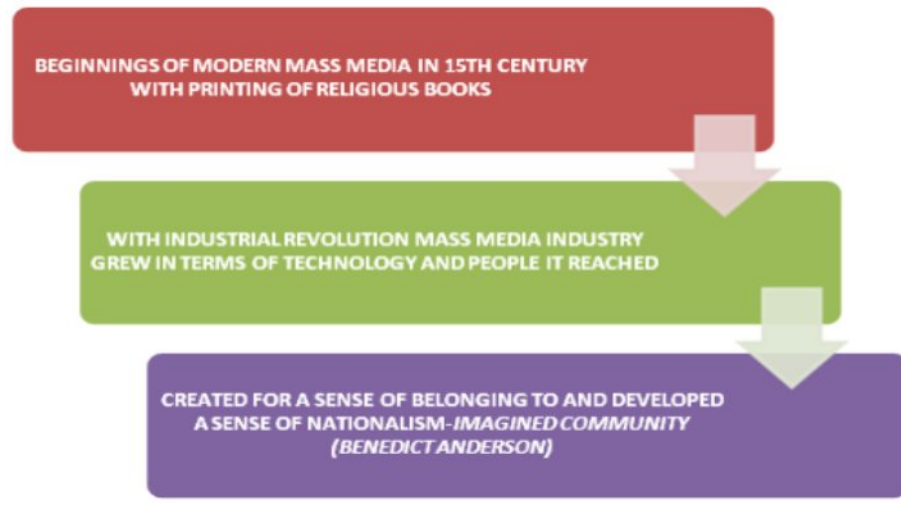 BEGINNINGS OF MODERN MASS MEDIA IN 15TH CENTURY
WITH PRINTING OF RELIGIOUS BOOKS
WITH INDUSTRIAL REVOLUTION MASS MEDIA INDUSTRY
GREW IN TERMS OF TECHNOLOGY AND PEOPLE IT REACHED
CREATED FOR A SENSE OF BELONGING TO AND DEVELOPED
A SENSE OF NATIONALISM-IMAGINED COMMUNITY
(BENEDICT ANDERSON)